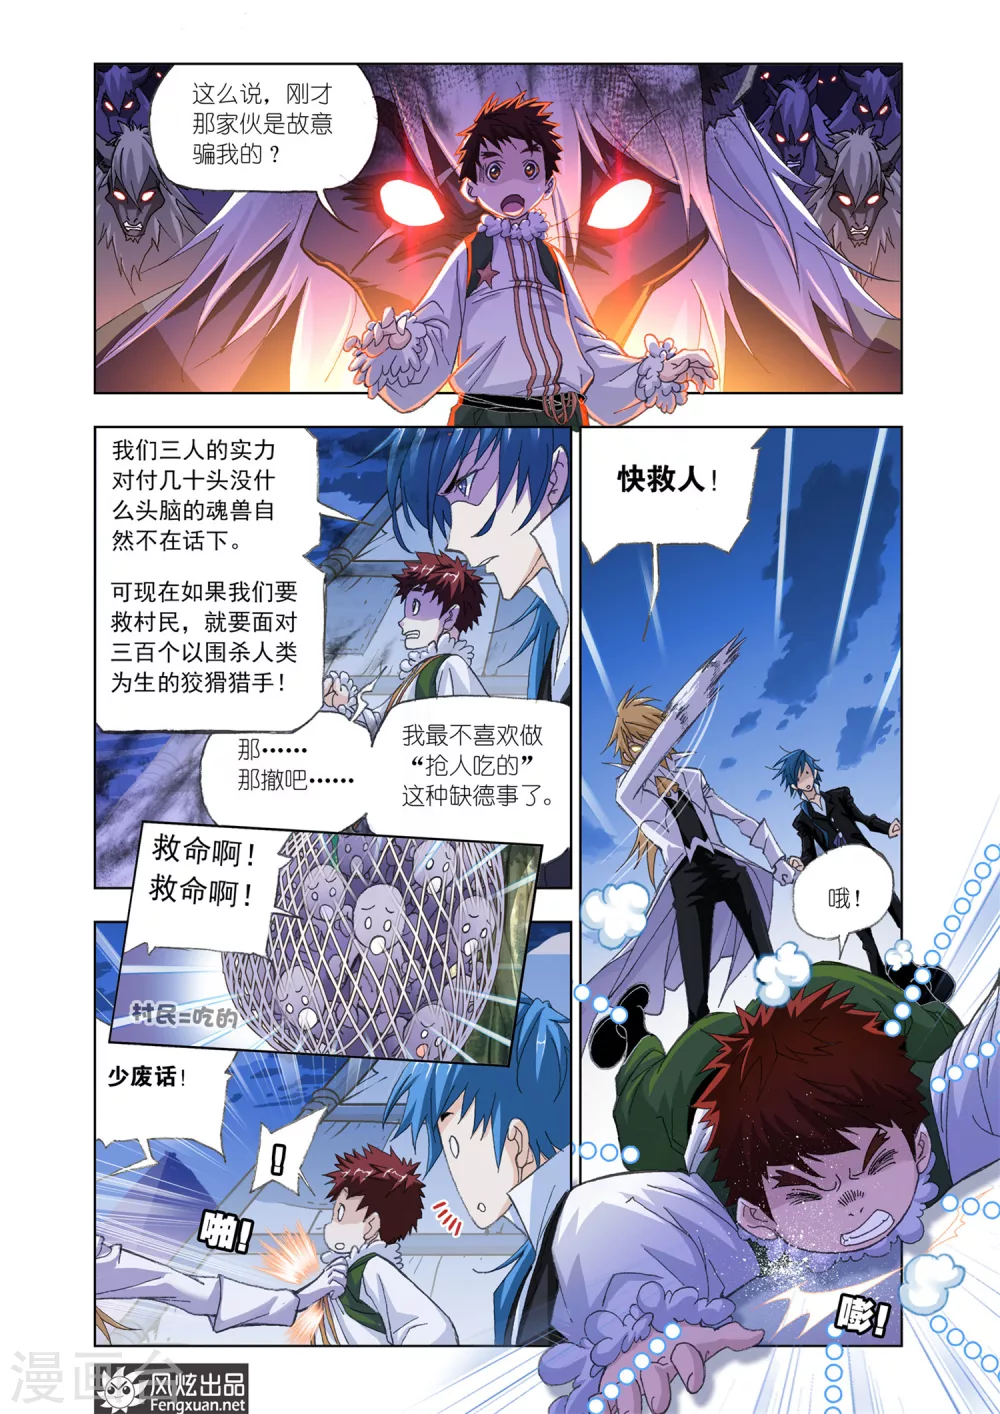 这么说，刚才
那家伙是故意
骗我的？
我们三人的实力
对付几十头没什
么头脑的魂兽自
然不在话下。
可现在如果我们要
救村民，就要面对
三百个以围杀人类
为生的狡猾猎手！
那……
那撤吧……
我最不喜欢做
“抢人吃的”
这种缺德事了。
救命啊！
救命啊！
村民=吃的
少废话！
！
啪！
快救人！
哦！
嘭！
漫画台
风炫出品
Fengxuan.net